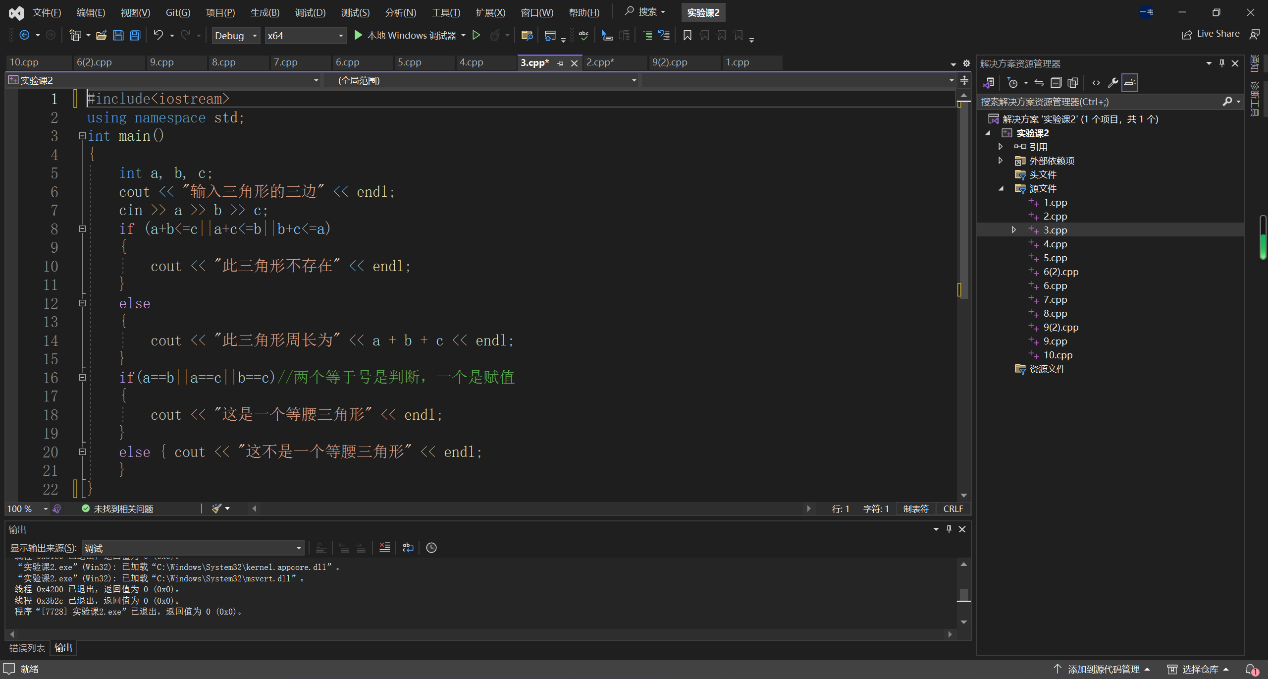 文件(F) 编辑(E) 视图(V) Git(G) 项目(P) 生成(B) 调试(D) 测试(S) 分析(N) 工具(T) 扩展(X) 窗口(W) 帮助(H) 搜索 实验课2
Debug x64 本地 Windows 调试器 Live Share
10.cpp 6(2).cpp 9.cpp 8.cpp 7.cpp 6.cpp 5.cpp 4.cpp 3.cpp* 2.cpp* 9(2).cpp 1.cpp
实验课2 (全局范围)
1 #include<iostream>
2 using namespace std;
3 int main()
4 {
5 int a, b, c;
6 cout << "输入三角形的三边" << endl;
7 cin >> a >> b >> c;
8 if (a+b<=c||a+c<=b||b+c<=a)
9 {
10 cout << "此三角形不存在" << endl;
11 }
12 else
13 {
14 cout << "此三角形周长为" << a + b + c << endl;
15 }
16 if(a==b||a==c||b==c)//两个等于号是判断，一个是赋值
17 {
18 cout << "这是一个等腰三角形" << endl;
19 }
20 else { cout << "这不是一个等腰三角形" << endl;
21 }
22 }
100 % 未找到相关问题 行: 1 字符: 1 制表符 CRLF
输出
显示输出来源(S): 调试
“实验课2.exe”(Win32): 已加载“C:\Windows\System32\kernel.appcore.dll”。
“实验课2.exe”(Win32): 已加载“C:\Windows\System32\msvcrt.dll”。
线程 0x4200 已退出，返回值为 0 (0x0)。
线程 0x3b2c 已退出，返回值为 0 (0x0)。
程序“[7728] 实验课2.exe”已退出，返回值为 0 (0x0)。
错误列表 输出
就绪 添加到源代码管理 选择仓库 1
解决方案资源管理器
搜索解决方案资源管理器(Ctrl+;)
解决方案 '实验课2' (1 个项目，共 1 个)
实验课2
引用
外部依赖项
头文件
源文件
1.cpp
2.cpp
3.cpp
4.cpp
5.cpp
6(2).cpp
6.cpp
7.cpp
8.cpp
9(2).cpp
9.cpp
10.cpp
资源文件
诊断工具